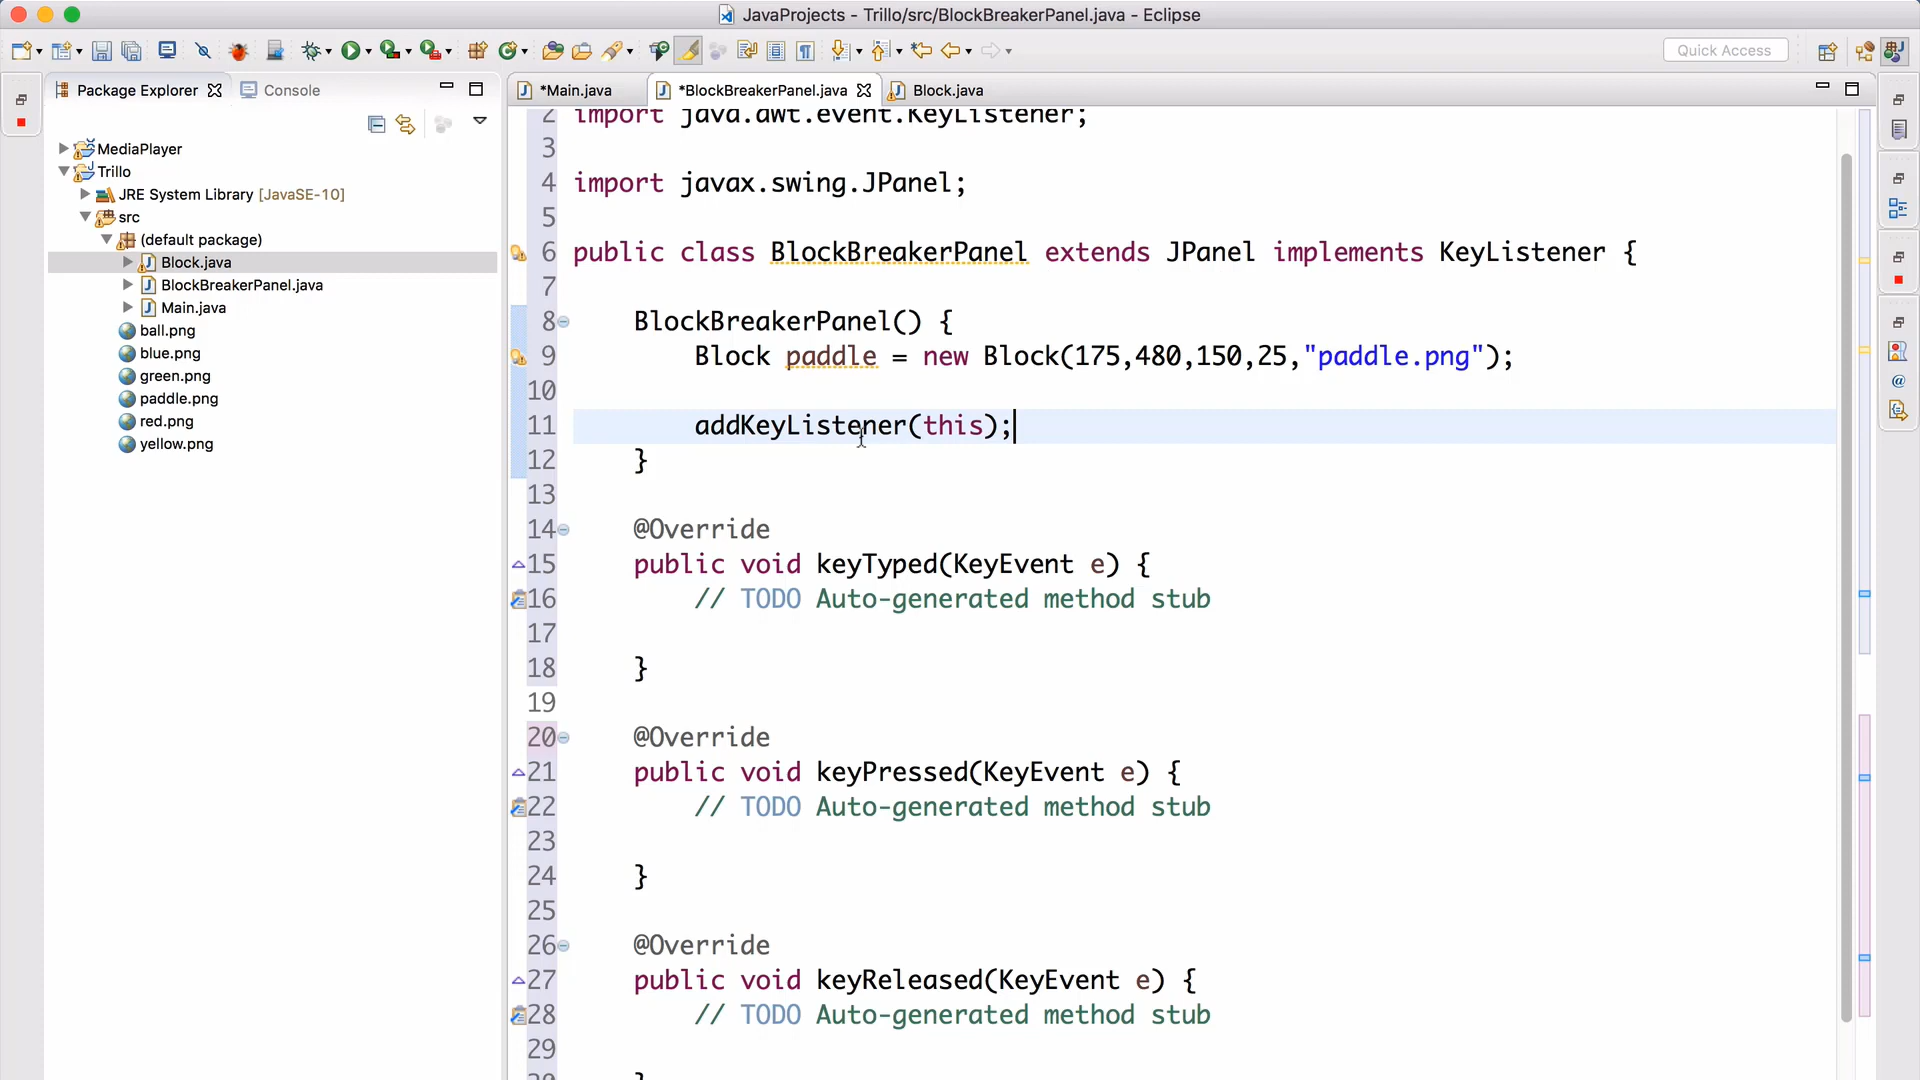 JavaProjects - Trillo/src/BlockBreakerPanel.java - Eclipse
Quick Access
Package Explorer
Console
*Main.java
*BlockBreakerPanel.java
Block.java
MediaPlayer
Trillo
JRE System Library [JavaSE-10]
src
(default package)
Block.java
BlockBreakerPanel.java
Main.java
ball.png
blue.png
green.png
paddle.png
red.png
yellow.png
2 import java.awt.event.KeyListener;
3
4 import javax.swing.JPanel;
5
6 public class BlockBreakerPanel extends JPanel implements KeyListener {
7
8 BlockBreakerPanel() {
9 Block paddle = new Block(175,480,150,25,"paddle.png");
10
11 addKeyListener(this);
12 }
13
14 @Override
15 public void keyTyped(KeyEvent e) {
16 // TODO Auto-generated method stub
17
18 }
19
20 @Override
21 public void keyPressed(KeyEvent e) {
22 // TODO Auto-generated method stub
23
24 }
25
26 @Override
27 public void keyReleased(KeyEvent e) {
28 // TODO Auto-generated method stub
29
30 }